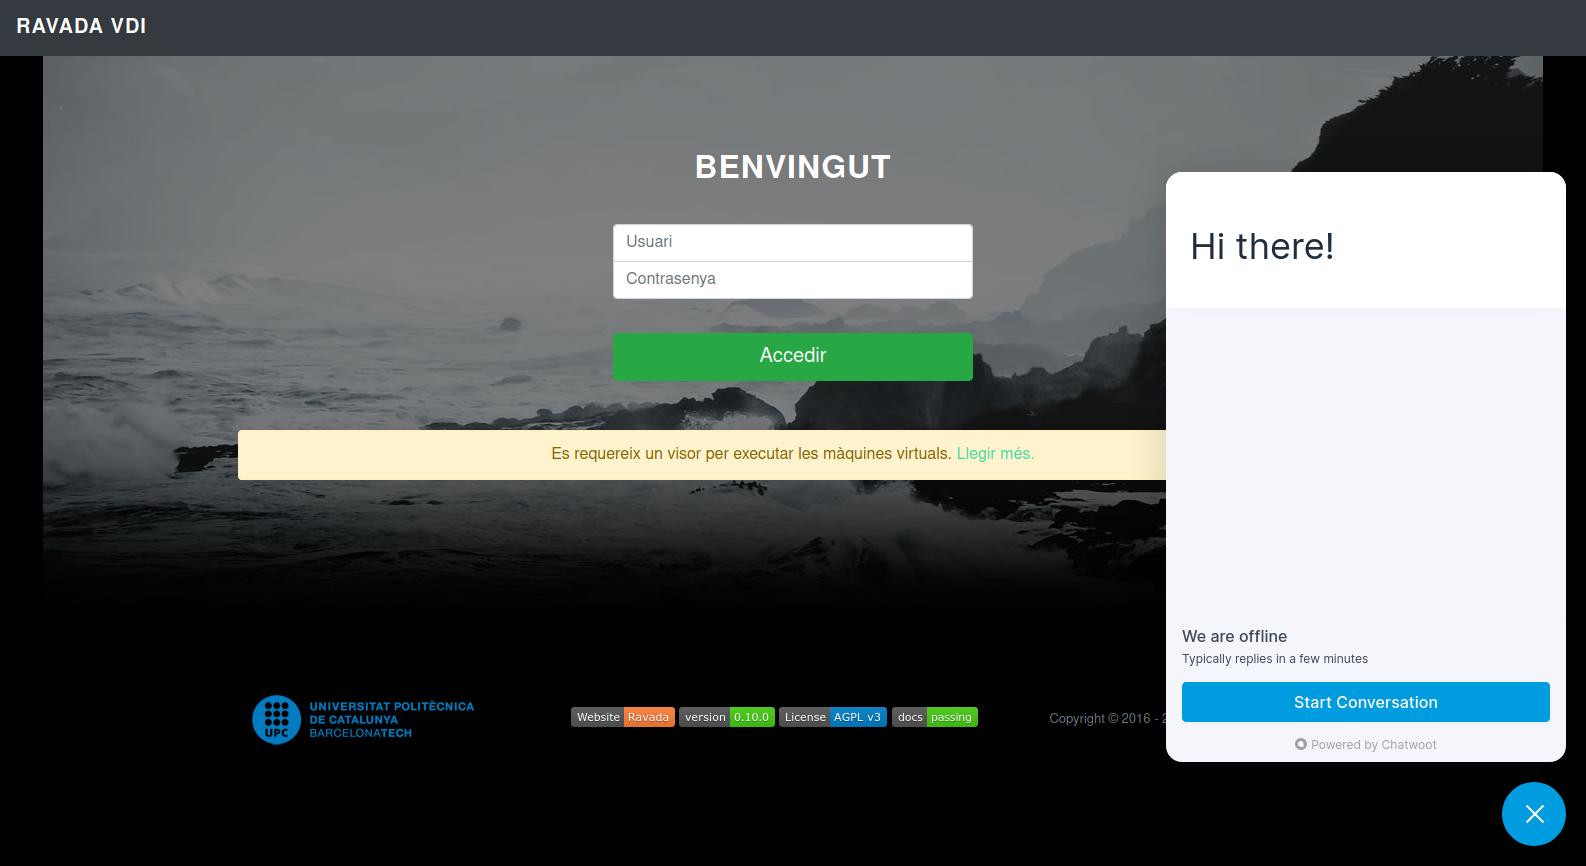 RAVADA VDI
BENVINGUT
Usuari
Contrasenya
Accedir
Es requereix un visor per executar les màquines virtuals. Llegir més.
Hi there!
We are offline
Typically replies in a few minutes
Start Conversation
Powered by Chatwoot
UNIVERSITAT POLITÈCNICA
DE CATALUNYA
BARCELONATECH
UPC
Website Ravada version 0.10.0 License AGPL v3 docs passing
Copyright © 2016 -